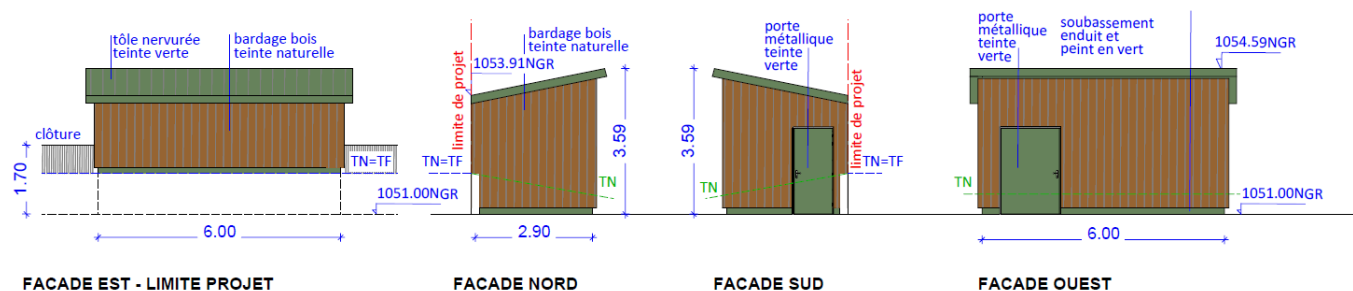 tôle nervurée
teinte verte
bardage bois
teinte naturelle
clôture
TN=TF
1.70
1051.00NGR
6.00
FACADE EST - LIMITE PROJET
limite de projet
1053.91NGR
bardage bois
teinte naturelle
TN=TF
TN
3.59
2.90
FACADE NORD
porte
métallique
teinte
verte
limite de projet
3.59
TN=TF
TN
FACADE SUD
porte
métallique
teinte
verte
soubassement
enduit et
peint en vert
1054.59NGR
TN
1051.00NGR
6.00
FACADE OUEST